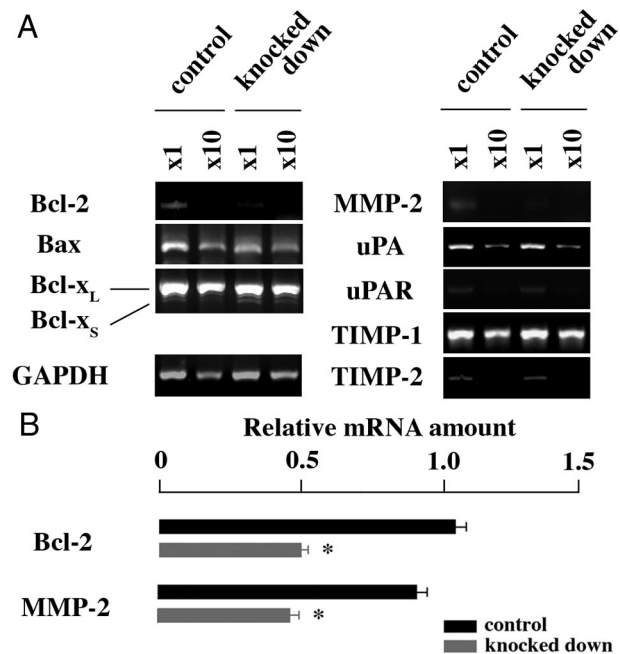 A
control
knocked down
control
knocked down
x1 x10 x1 x10
x1 x10 x1 x10
Bcl-2
Bax
Bcl-xL
Bcl-xS
GAPDH
MMP-2
uPA
uPAR
TIMP-1
TIMP-2
B
Relative mRNA amount
0 0.5 1.0 1.5
Bcl-2
*
MMP-2
*
control
knocked down